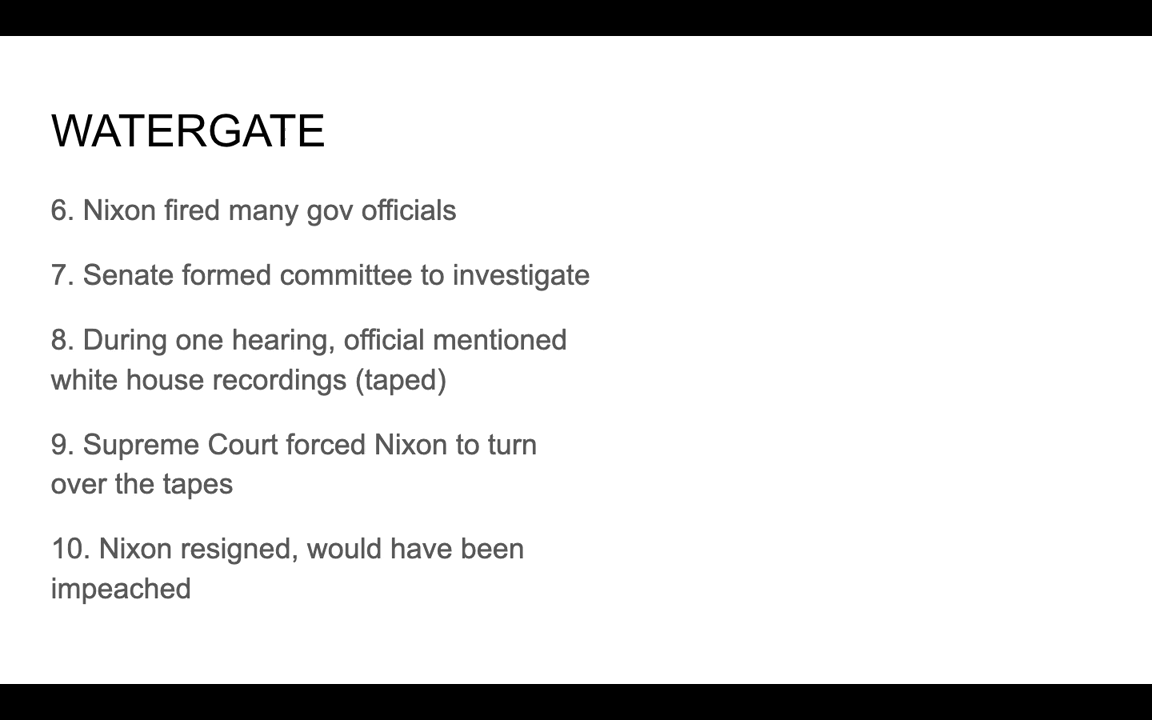 WATERGATE
6. Nixon fired many gov officials
7. Senate formed committee to investigate
8. During one hearing, official mentioned
white house recordings (taped)
9. Supreme Court forced Nixon to turn
over the tapes
10. Nixon resigned, would have been
impeached